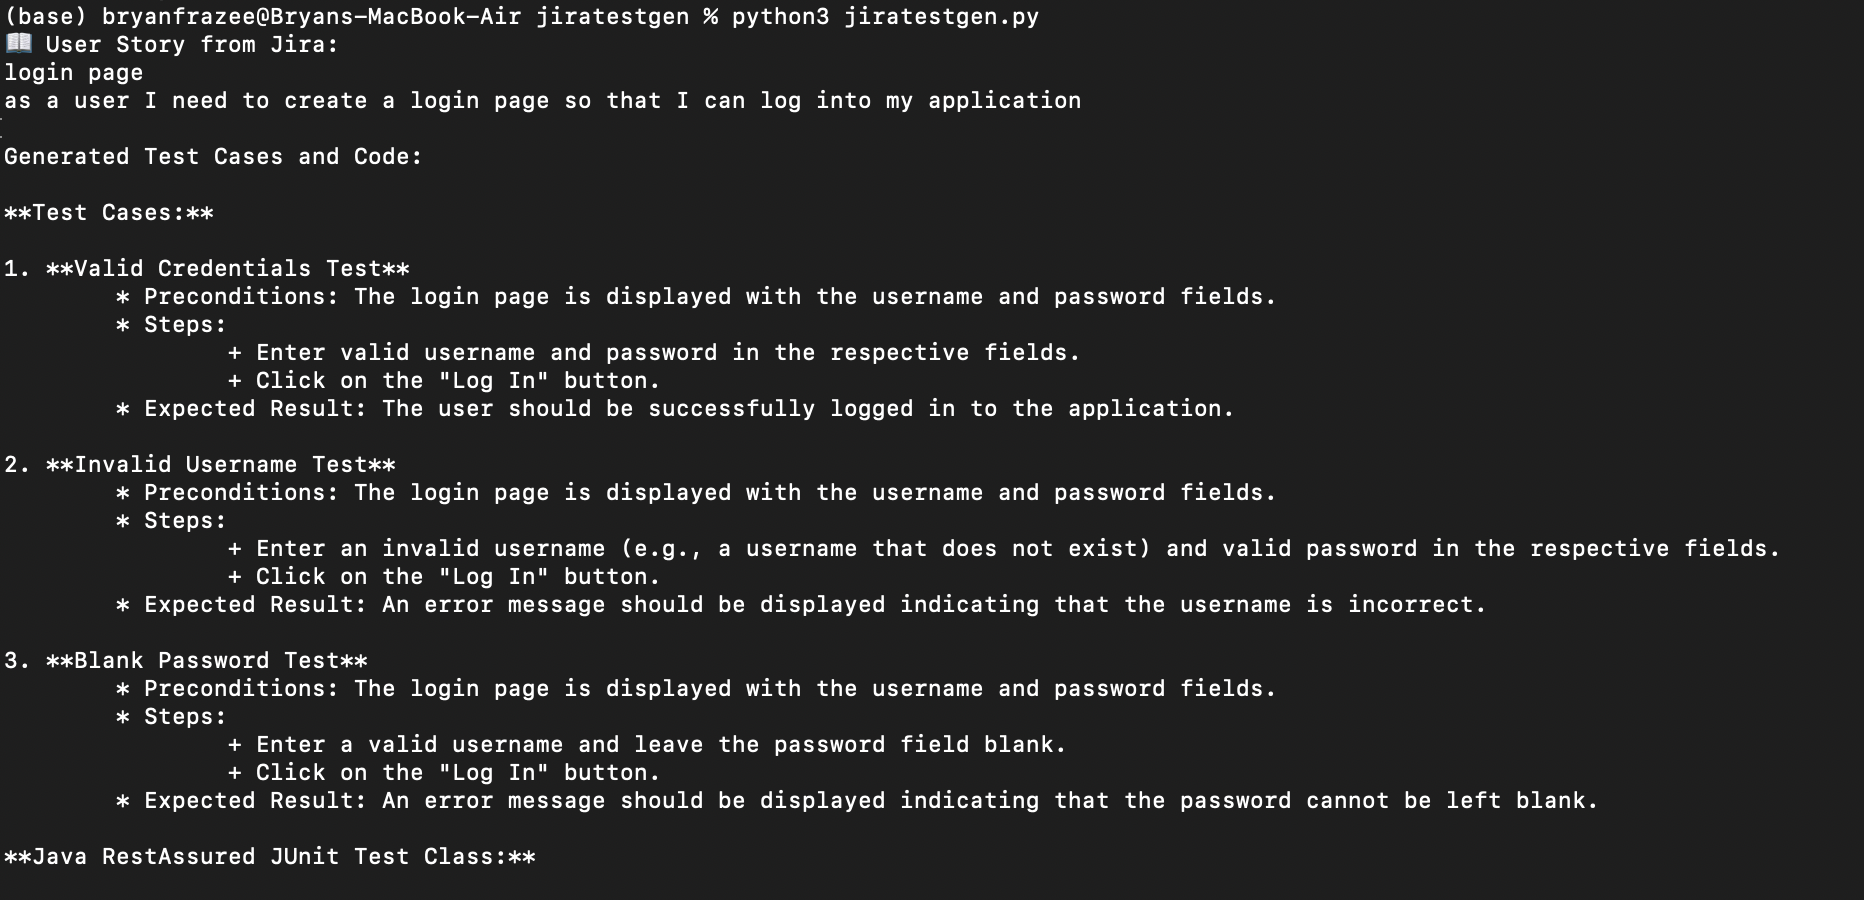 (base) bryanfrazee@Bryans-MacBook-Air jiratestgen % python3 jiratestgen.py
📖 User Story from Jira:
login page
as a user I need to create a login page so that I can log into my application
Generated Test Cases and Code:
**Test Cases:**
1. **Valid Credentials Test**
* Preconditions: The login page is displayed with the username and password fields.
* Steps:
+ Enter valid username and password in the respective fields.
+ Click on the "Log In" button.
* Expected Result: The user should be successfully logged in to the application.
2. **Invalid Username Test**
* Preconditions: The login page is displayed with the username and password fields.
* Steps:
+ Enter an invalid username (e.g., a username that does not exist) and valid password in the respective fields.
+ Click on the "Log In" button.
* Expected Result: An error message should be displayed indicating that the username is incorrect.
3. **Blank Password Test**
* Preconditions: The login page is displayed with the username and password fields.
* Steps:
+ Enter a valid username and leave the password field blank.
+ Click on the "Log In" button.
* Expected Result: An error message should be displayed indicating that the password cannot be left blank.
**Java RestAssured JUnit Test Class:**